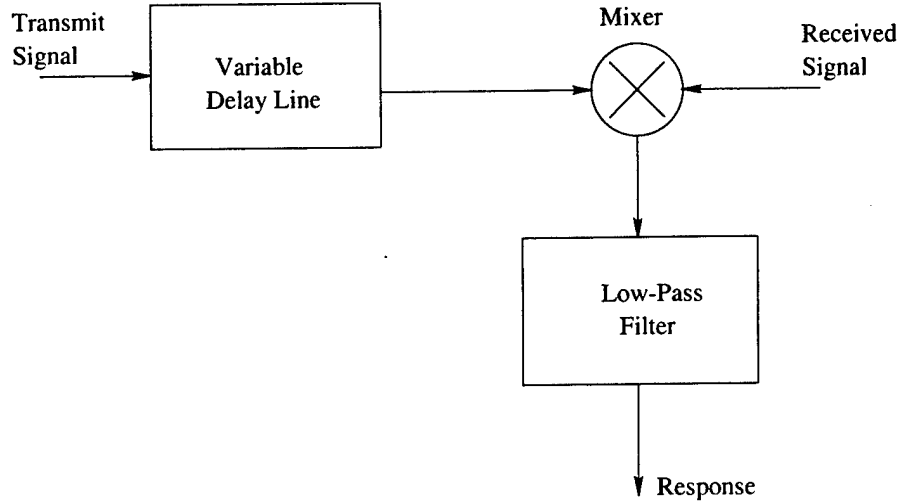 Transmit
Signal
Variable
Delay Line
Mixer
Received
Signal
Low-Pass
Filter
Response